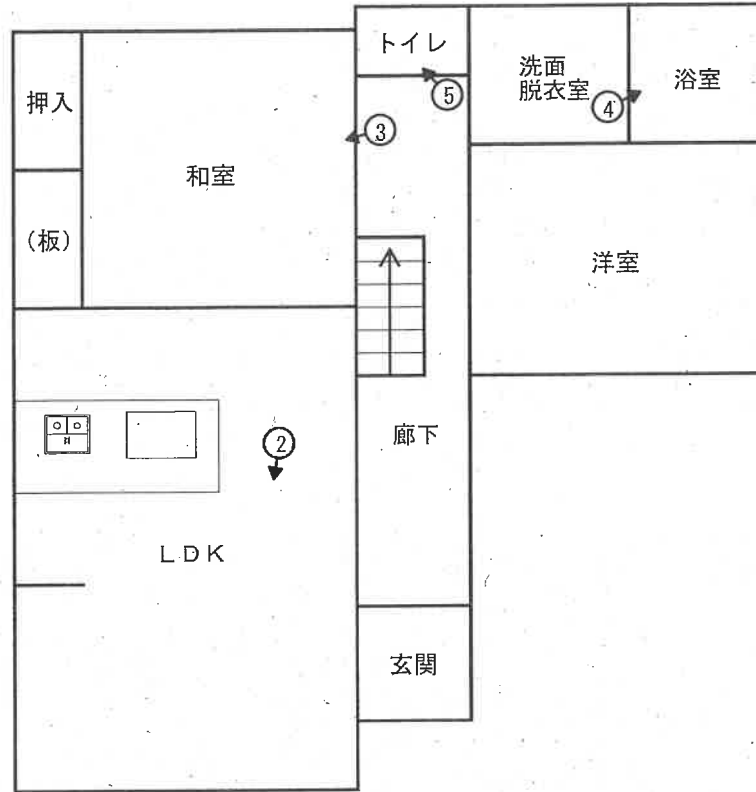 トイレ
洗面
脱衣室
浴室
押入
⑤
④
③
和室
(板)
洋室
②
廊下
LDK
玄関